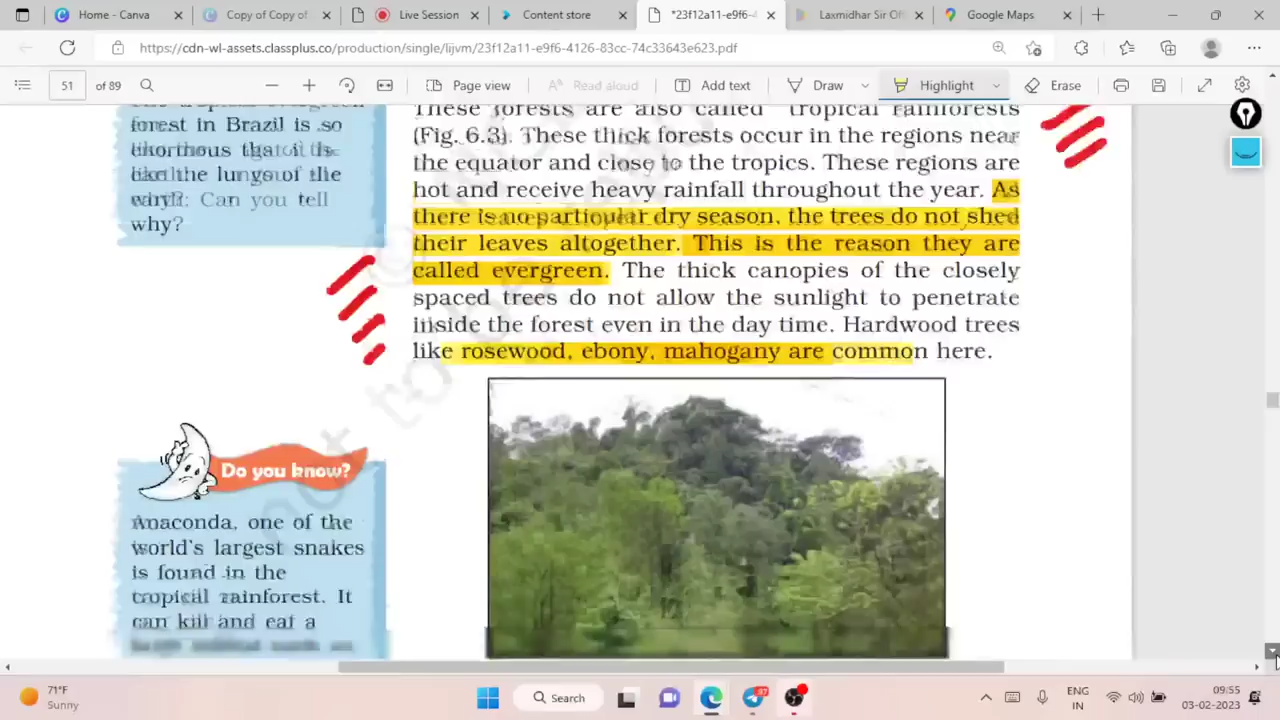 Home - Canva
Copy of Copy of
Live Session
Content store
*23f12a11-e9f6-4
Laxmidhar Sir Of
Google Maps
https://cdn-wl-assets.classplus.co/production/single/lijvm/23f12a11-e9f6-4126-83cc-74c33643e623.pdf
51 of 89
Page view
Read aloud
Add text
Draw
Highlight
Erase
forest in Brazil is so
enormous that it is
like the lungs of the
Can you tell
why?
These forests are also called tropical rainforests
(Fig. 6.3). These thick forests occur in the regions near
the equator and close to the tropics. These regions are
hot and receive heavy rainfall throughout the year. As
there is no particular dry season, the trees do not shed
their leaves altogether. This is the reason they are
called evergreen. The thick canopies of the closely
spaced trees do not allow the sunlight to penetrate
inside the forest even in the day time. Hardwood trees
like rosewood, ebony, mahogany are common here.
not to be
Do you know?
Anaconda, one of the
world's largest snakes
is found in the
tropical rainforest. It
can kill and eat a
71°F
Sunny
Search
97
ENG
IN
09:55
03-02-2023